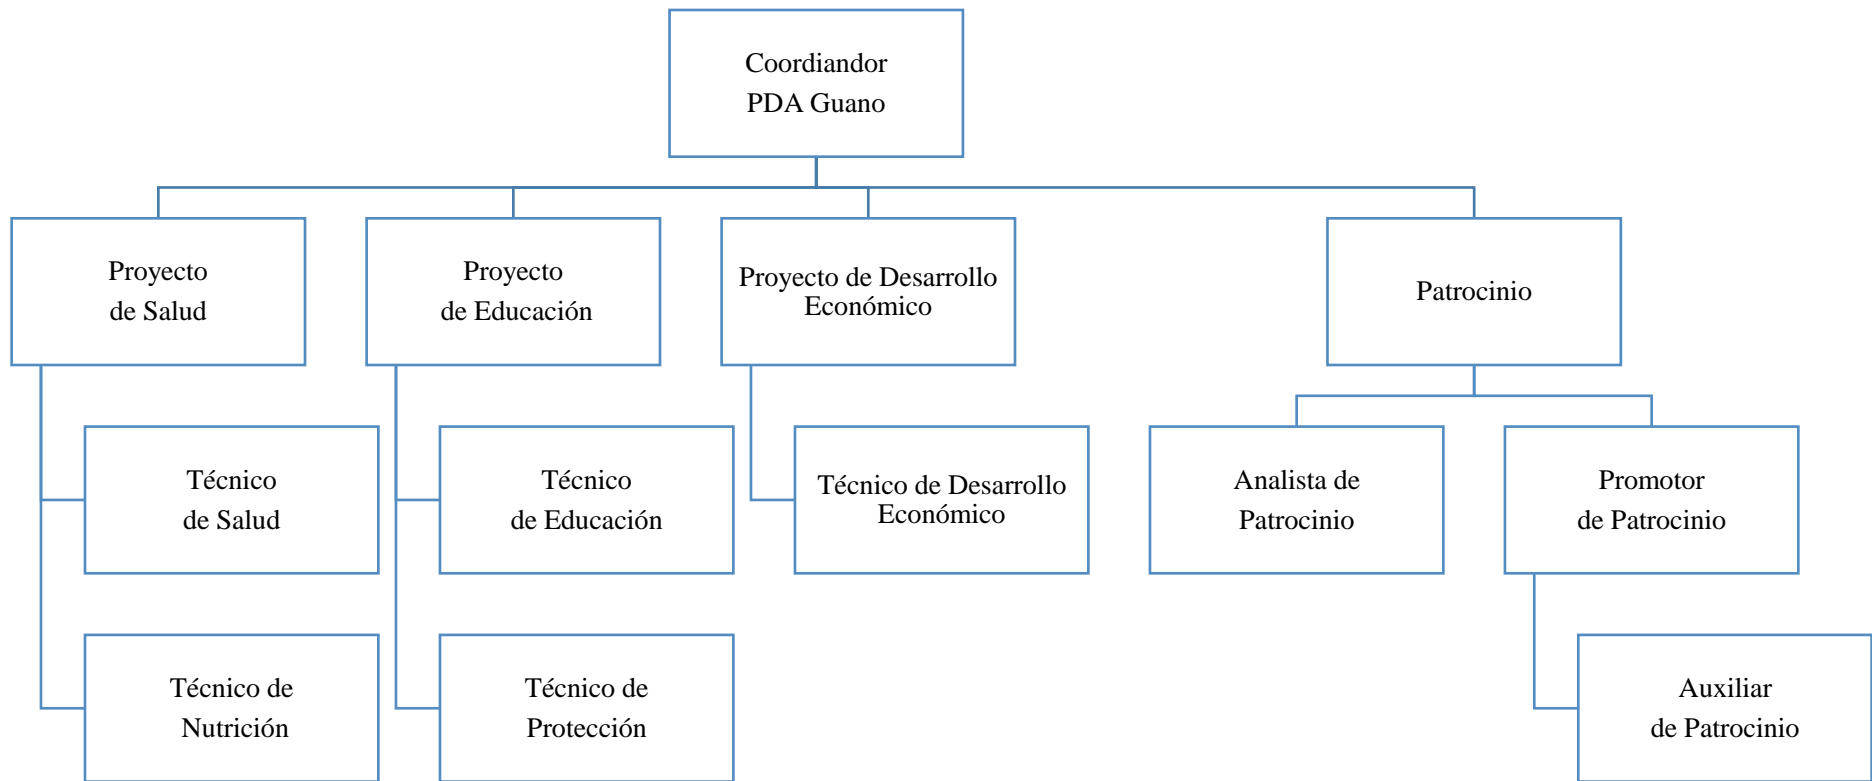 Coordiandor
PDA Guano
Proyecto
de Salud
Proyecto
de Educación
Proyecto de Desarrollo
Económico
Patrocinio
Técnico
de Salud
Técnico
de Educación
Técnico de Desarrollo
Económico
Analista de
Patrocinio
Promotor
de Patrocinio
Técnico de
Nutrición
Técnico de
Protección
Auxiliar
de Patrocinio